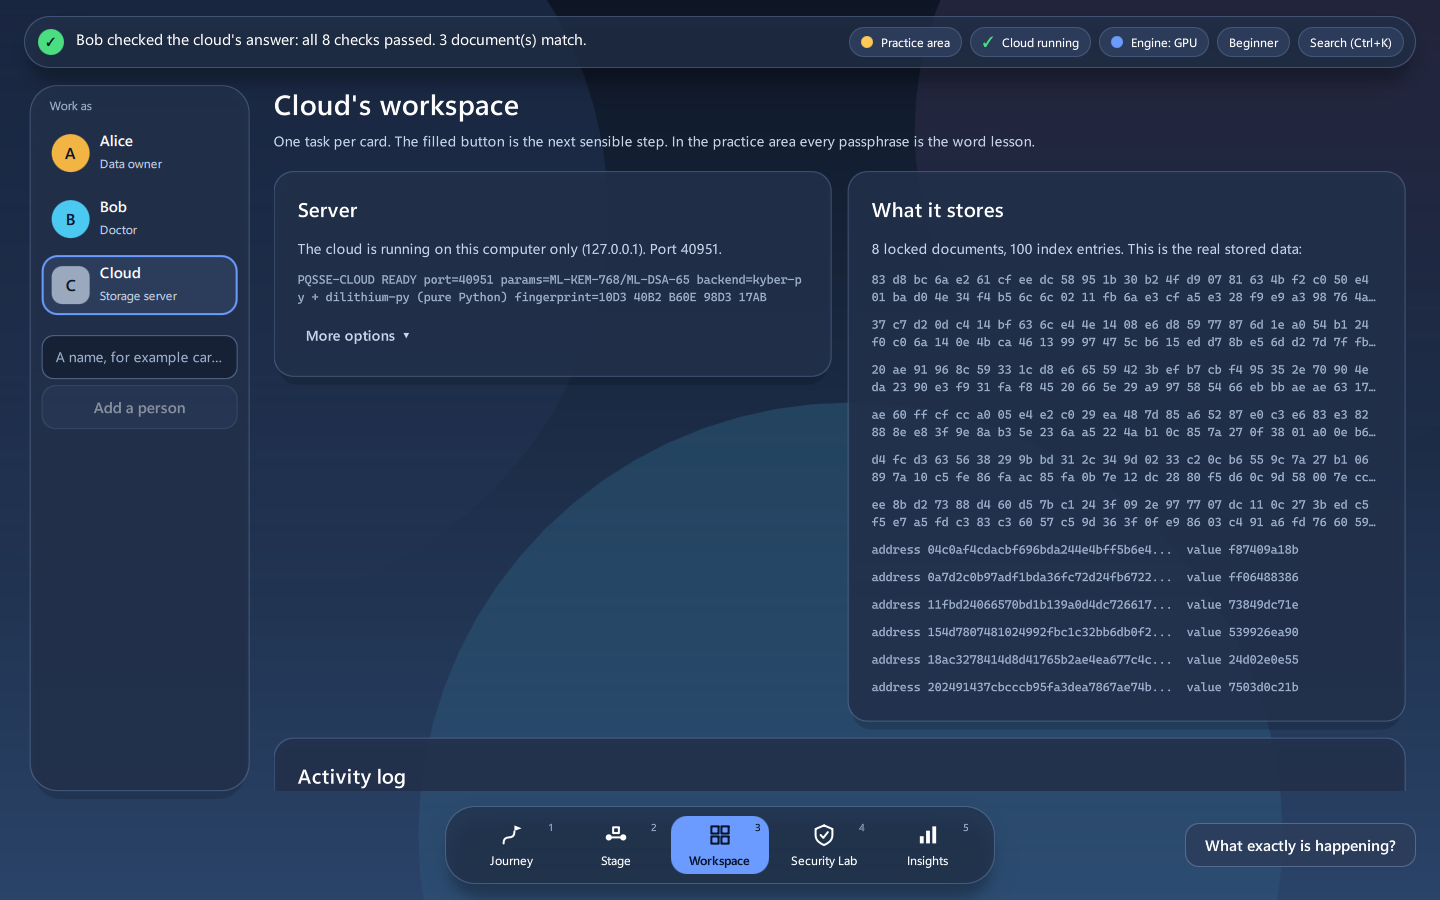 ✓ Bob checked the cloud's answer: all 8 checks passed. 3 document(s) match.
Practice area
✓ Cloud running
Engine: GPU
Beginner
Search (Ctrl+K)
Work as
A
Alice
Data owner
B
Bob
Doctor
C
Cloud
Storage server
A name, for example car...
Add a person
Cloud's workspace
One task per card. The filled button is the next sensible step. In the practice area every passphrase is the word lesson.
Server
The cloud is running on this computer only (127.0.0.1). Port 40951.
PQSSE-CLOUD READY port=40951 params=ML-KEM-768/ML-DSA-65 backend=kyber-p
y + dilithium-py (pure Python) fingerprint=10D3 40B2 B60E 98D3 17AB
More options ▾
What it stores
8 locked documents, 100 index entries. This is the real stored data:
83 d8 bc 6a e2 61 cf ee dc 58 95 1b 30 b2 4f d9 07 81 63 4b f2 c0 50 e4
01 ba d0 4e 34 f4 b5 6c 6c 02 11 fb 6a e3 cf a5 e3 28 f9 e9 a3 98 76 4a…
37 c7 d2 0d c4 14 bf 63 6c e4 4e 14 08 e6 d8 59 77 87 6d 1e a0 54 b1 24
f0 c0 6a 14 0e 4b ca 46 13 99 97 47 5c b6 15 ed d7 8b e5 6d d2 7d 7f fb…
20 ae 91 96 8c 59 33 1c d8 e6 65 59 42 3b ef b7 cb f4 95 35 2e 70 90 4e
da 23 90 e3 f9 31 fa f8 45 20 66 5e 29 a9 97 58 54 66 eb bb ae ae 63 17…
ae 60 ff cf cc a0 05 e4 e2 c0 29 ea 48 7d 85 a6 52 87 e0 c3 e6 83 e3 82
88 8e e8 3f 9e 8a b3 5e 23 6a a5 22 4a b1 0c 85 7a 27 0f 38 01 a0 0e b6…
d4 fc d3 63 56 38 29 9b bd 31 2c 34 9d 02 33 c2 0c b6 55 9c 7a 27 b1 06
89 7a 10 c5 fe 86 fa ac 85 fa 0b 7e 12 dc 28 80 f5 d6 0c 9d 58 00 7e cc…
ee 8b d2 73 88 d4 60 d5 7b c1 24 3f 09 2e 97 77 07 dc 11 0c 27 3b ed c5
f5 e7 a5 fd c3 83 c3 60 57 c5 9d 36 3f 0f e9 86 03 c4 91 a6 fd 76 60 59…
address 04c0af4cdacbf696bda244e4bff5b6e4... value f87409a18b
address 0a7d2c0b97adf1bda36fc72d24fb6722... value ff06488386
address 11fbd24066570bd1b139a0d4dc726617... value 73849dc71e
address 154d7807481024992fbc1c32bb6db0f2... value 539926ea90
address 18ac3278414d8d41765b2ae4ea677c4c... value 24d02e0e55
address 202491437cbcccb95fa3dea7867ae74b... value 7503d0c21b
Activity log
Journey 1
Stage 2
Workspace 3
Security Lab 4
Insights 5
What exactly is happening?